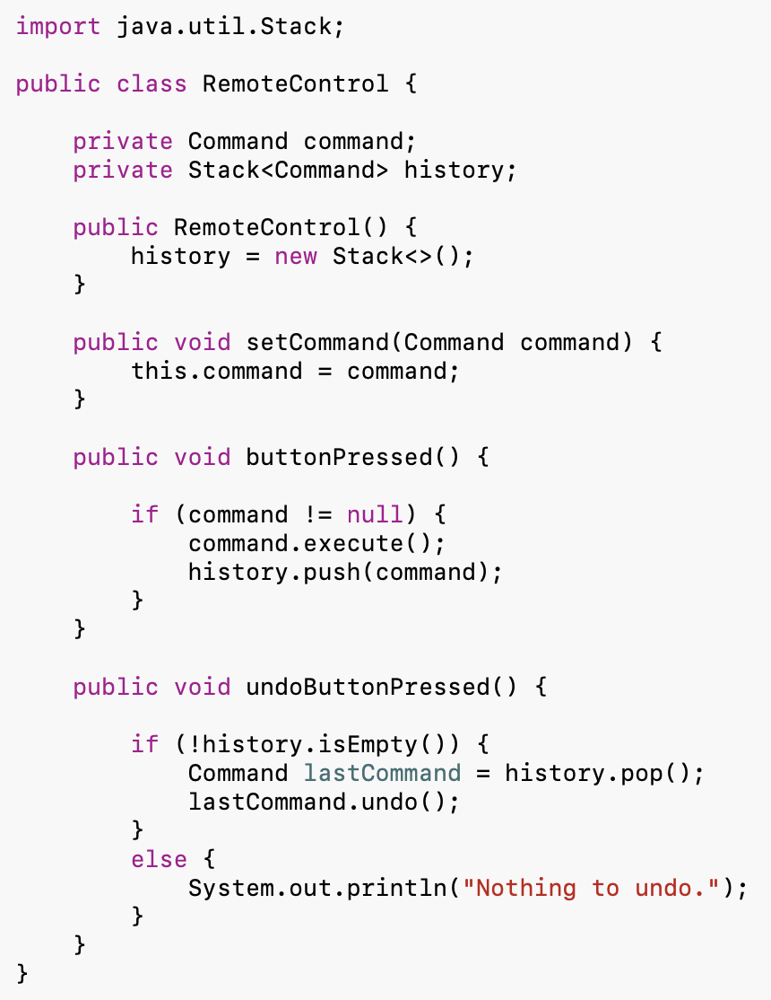 import java.util.Stack;
public class RemoteControl {
    private Command command;
    private Stack<Command> history;
    public RemoteControl() {
        history = new Stack<>();
    }
    public void setCommand(Command command) {
        this.command = command;
    }
    public void buttonPressed() {
        if (command != null) {
            command.execute();
            history.push(command);
        }
    }
    public void undoButtonPressed() {
        if (!history.isEmpty()) {
            Command lastCommand = history.pop();
            lastCommand.undo();
        }
        else {
            System.out.println("Nothing to undo.");
        }
    }
}